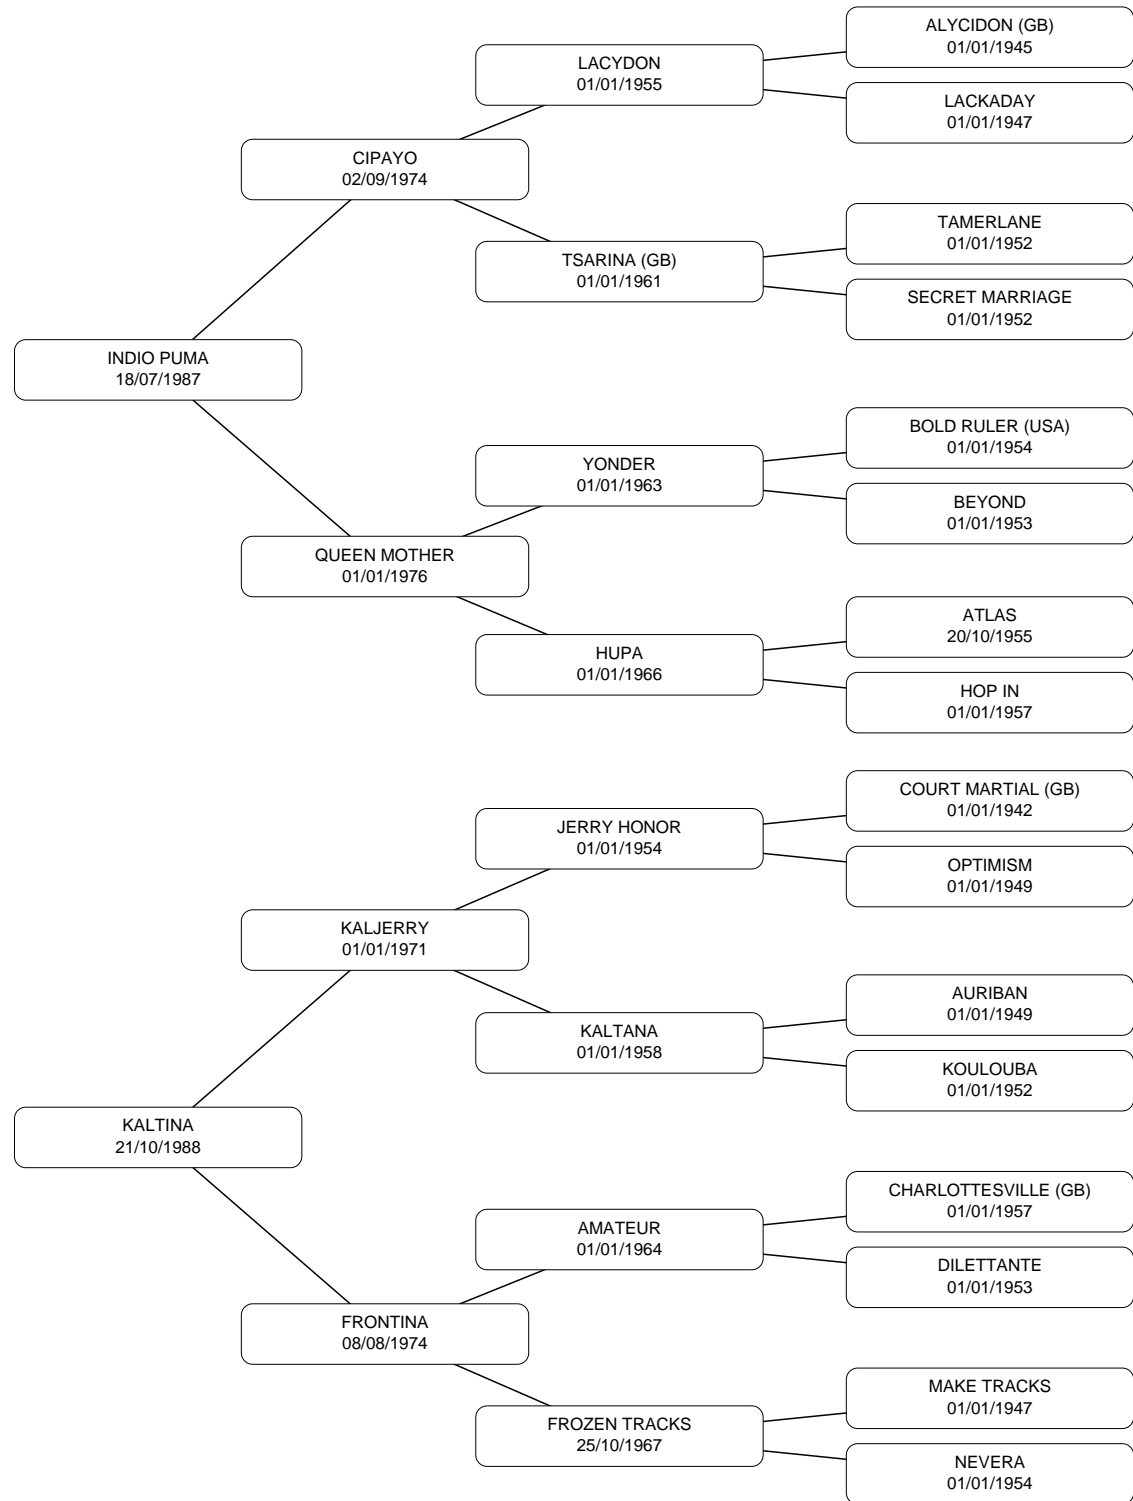 ALYCIDON (GB)
01/01/1945
LACYDON
01/01/1955
LACKADAY
01/01/1947
CIPAYO
02/09/1974
TAMERLANE
01/01/1952
TSARINA (GB)
01/01/1961
SECRET MARRIAGE
01/01/1952
INDIO PUMA
18/07/1987
BOLD RULER (USA)
01/01/1954
YONDER
01/01/1963
BEYOND
01/01/1953
QUEEN MOTHER
01/01/1976
ATLAS
20/10/1955
HUPA
01/01/1966
HOP IN
01/01/1957
COURT MARTIAL (GB)
01/01/1942
JERRY HONOR
01/01/1954
OPTIMISM
01/01/1949
KALJERRY
01/01/1971
AURIBAN
01/01/1949
KALTANA
01/01/1958
KOULOUBA
01/01/1952
KALTINA
21/10/1988
CHARLOTTESVILLE (GB)
01/01/1957
AMATEUR
01/01/1964
DILETTANTE
01/01/1953
FRONTINA
08/08/1974
MAKE TRACKS
01/01/1947
FROZEN TRACKS
25/10/1967
NEVERA
01/01/1954